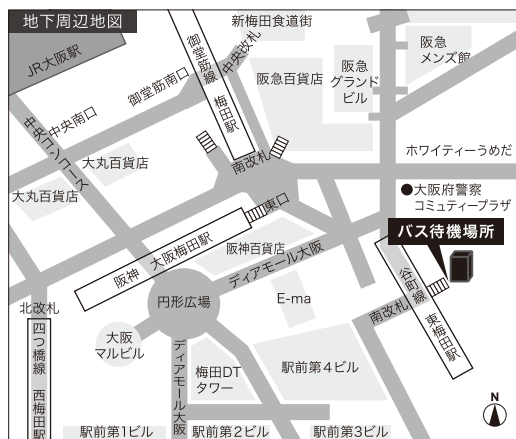 地下周辺地図
新梅田食道街
JR大阪駅
御堂筋南口
中央南口
中央コンコース
御堂筋線
梅田駅
中央改札
阪急百貨店
阪急
グランド
ビル
阪急
メンズ館
大丸百貨店
大丸百貨店
南改札
ホワイティーうめだ
●大阪府警察
コミュティープラザ
東口
阪神 大阪梅田駅
阪神百貨店
ディアモール大阪
バス待機場所
谷町線
東梅田駅
南改札
円形広場
E-ma
北改札
四つ橋線 西梅田駅
大阪
マルビル
ディアモール大阪
梅田DT
タワー
駅前第4ビル
駅前第1ビル
駅前第2ビル
駅前第3ビル
N